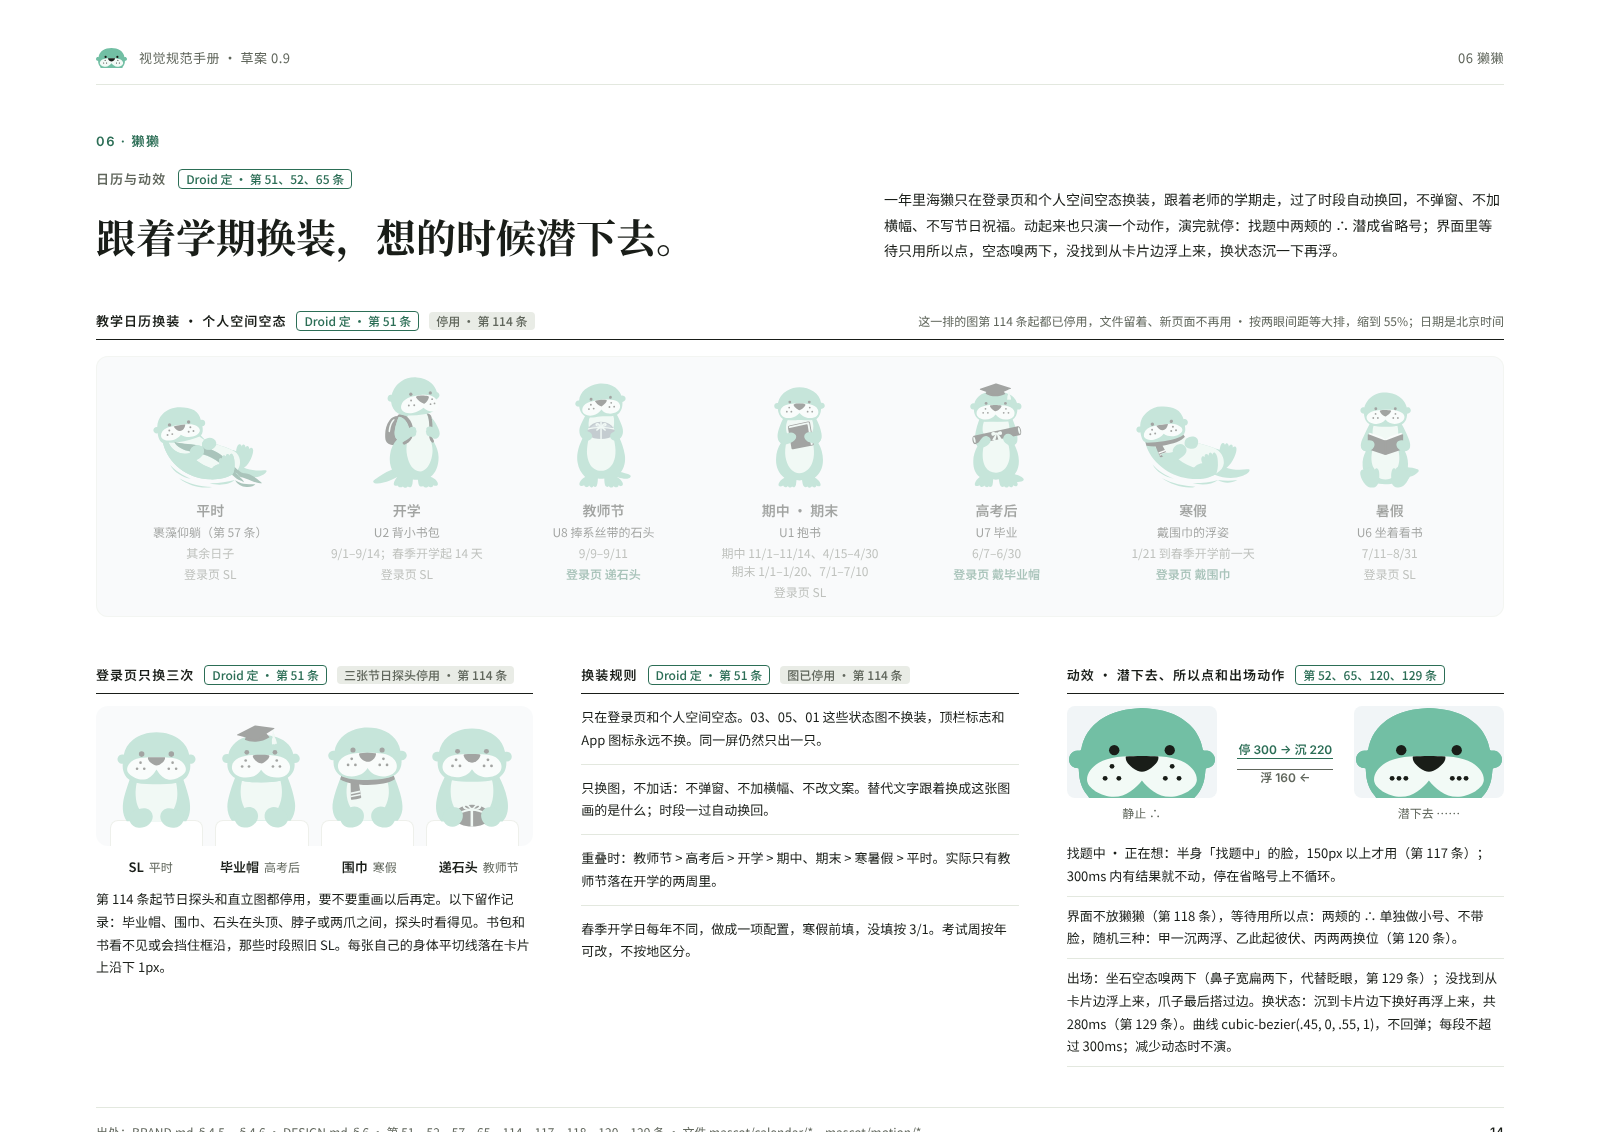 视觉规范手册 · 草案 0.9
06 獭獭
06 · 獭獭
日历与动效 Droid 定 · 第 51、52、65 条
跟着学期换装，想的时候潜下去。
一年里海獭只在登录页和个人空间空态换装，跟着老师的学期走，过了时段自动换回，不弹窗、不加
横幅、不写节日祝福。动起来也只演一个动作，演完就停：找题中两颊的 ∴ 潜成省略号；界面里等
待只用所以点，空态嗅两下，没找到从卡片边浮上来，换状态沉一下再浮。
教学日历换装 · 个人空间空态 Droid 定 · 第 51 条 停用 · 第 114 条
这一排的图第 114 条起都已停用，文件留着、新页面不再用 · 按两眼间距等大排，缩到 55%；日期是北京时间
平时
裹藻仰躺（第 57 条）
其余日子
登录页 SL
开学
U2 背小书包
9/1–9/14；春季开学起 14 天
登录页 SL
教师节
U8 捧系丝带的石头
9/9–9/11
登录页 递石头
期中 · 期末
U1 抱书
期中 11/1–11/14、4/15–4/30
期末 1/1–1/20、7/1–7/10
登录页 SL
高考后
U7 毕业
6/7–6/30
登录页 戴毕业帽
寒假
戴围巾的浮姿
1/21 到春季开学前一天
登录页 戴围巾
暑假
U6 坐着看书
7/11–8/31
登录页 SL
登录页只换三次 Droid 定 · 第 51 条 三张节日探头停用 · 第 114 条
SL 平时
毕业帽 高考后
围巾 寒假
递石头 教师节
第 114 条起节日探头和直立图都停用，要不要重画以后再定。以下留作记
录：毕业帽、围巾、石头在头顶、脖子或两爪之间，探头时看得见。书包和
书看不见或会挡住框沿，那些时段照旧 SL。每张自己的身体平切线落在卡片
上沿下 1px。
换装规则 Droid 定 · 第 51 条 图已停用 · 第 114 条
只在登录页和个人空间空态。03、05、01 这些状态图不换装，顶栏标志和
App 图标永远不换。同一屏仍然只出一只。
只换图，不加话：不弹窗、不加横幅、不改文案。替代文字跟着换成这张图
画的是什么；时段一过自动换回。
重叠时：教师节 > 高考后 > 开学 > 期中、期末 > 寒暑假 > 平时。实际只有教
师节落在开学的两周里。
春季开学日每年不同，做成一项配置，寒假前填，没填按 3/1。考试周按年
可改，不按地区分。
动效 · 潜下去、所以点和出场动作 第 52、65、120、129 条
停 300 → 沉 220
浮 160 ←
静止 ∴
潜下去 ……
找题中 · 正在想：半身「找题中」的脸，150px 以上才用（第 117 条）；
300ms 内有结果就不动，停在省略号上不循环。
界面不放獭獭（第 118 条），等待用所以点：两颊的 ∴ 单独做小号、不带
脸，随机三种：甲一沉两浮、乙此起彼伏、丙两两换位（第 120 条）。
出场：坐石空态嗅两下（鼻子宽扁两下，代替眨眼，第 129 条）；没找到从
卡片边浮上来，爪子最后搭过边。换状态：沉到卡片边下换好再浮上来，共
280ms（第 129 条）。曲线 cubic-bezier(.45, 0, .55, 1)，不回弹；每段不超
过 300ms；减少动态时不演。